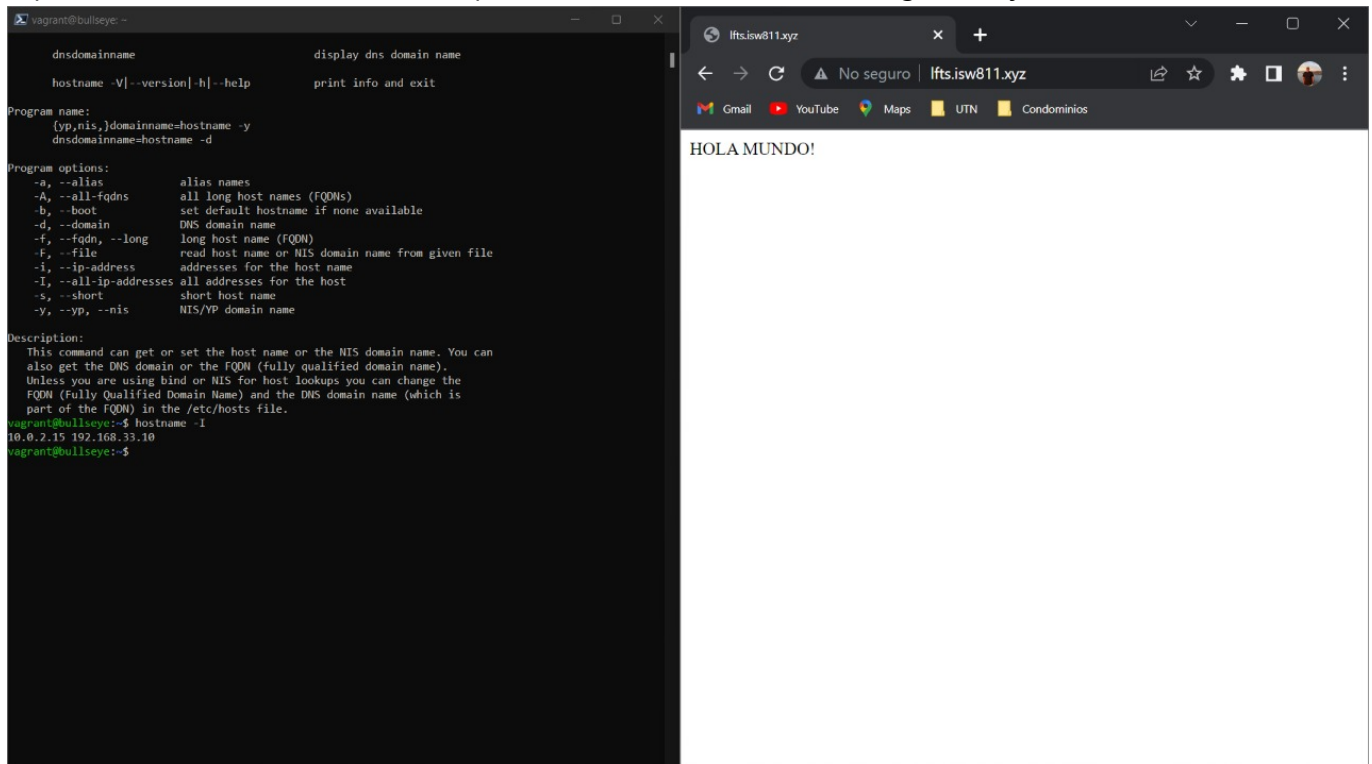 vagrant@bullseye: ~
dnsdomainname display dns domain name
hostname -V|--version|-h|--help print info and exit
Program name:
{yp,nis,}domainname=hostname -y
dnsdomainname=hostname -d
Program options:
-a, --alias alias names
-A, --all-fqdns all long host names (FQDNs)
-b, --boot set default hostname if none available
-d, --domain DNS domain name
-f, --fqdn, --long long host name (FQDN)
-F, --file read host name or NIS domain name from given file
-i, --ip-address addresses for the host name
-I, --all-ip-addresses all addresses for the host
-s, --short short host name
-y, --yp, --nis NIS/YP domain name
Description:
This command can get or set the host name or the NIS domain name. You can
also get the DNS domain or the FQDN (fully qualified domain name).
Unless you are using bind or NIS for host lookups you can change the
FQDN (Fully Qualified Domain Name) and the DNS domain name (which is
part of the FQDN) in the /etc/hosts file.
vagrant@bullseye:~$ hostname -I
10.0.2.15 192.168.33.10
vagrant@bullseye:~$
lfts.isw811.xyz
No seguro lfts.isw811.xyz
Gmail YouTube Maps UTN Condominios
HOLA MUNDO!